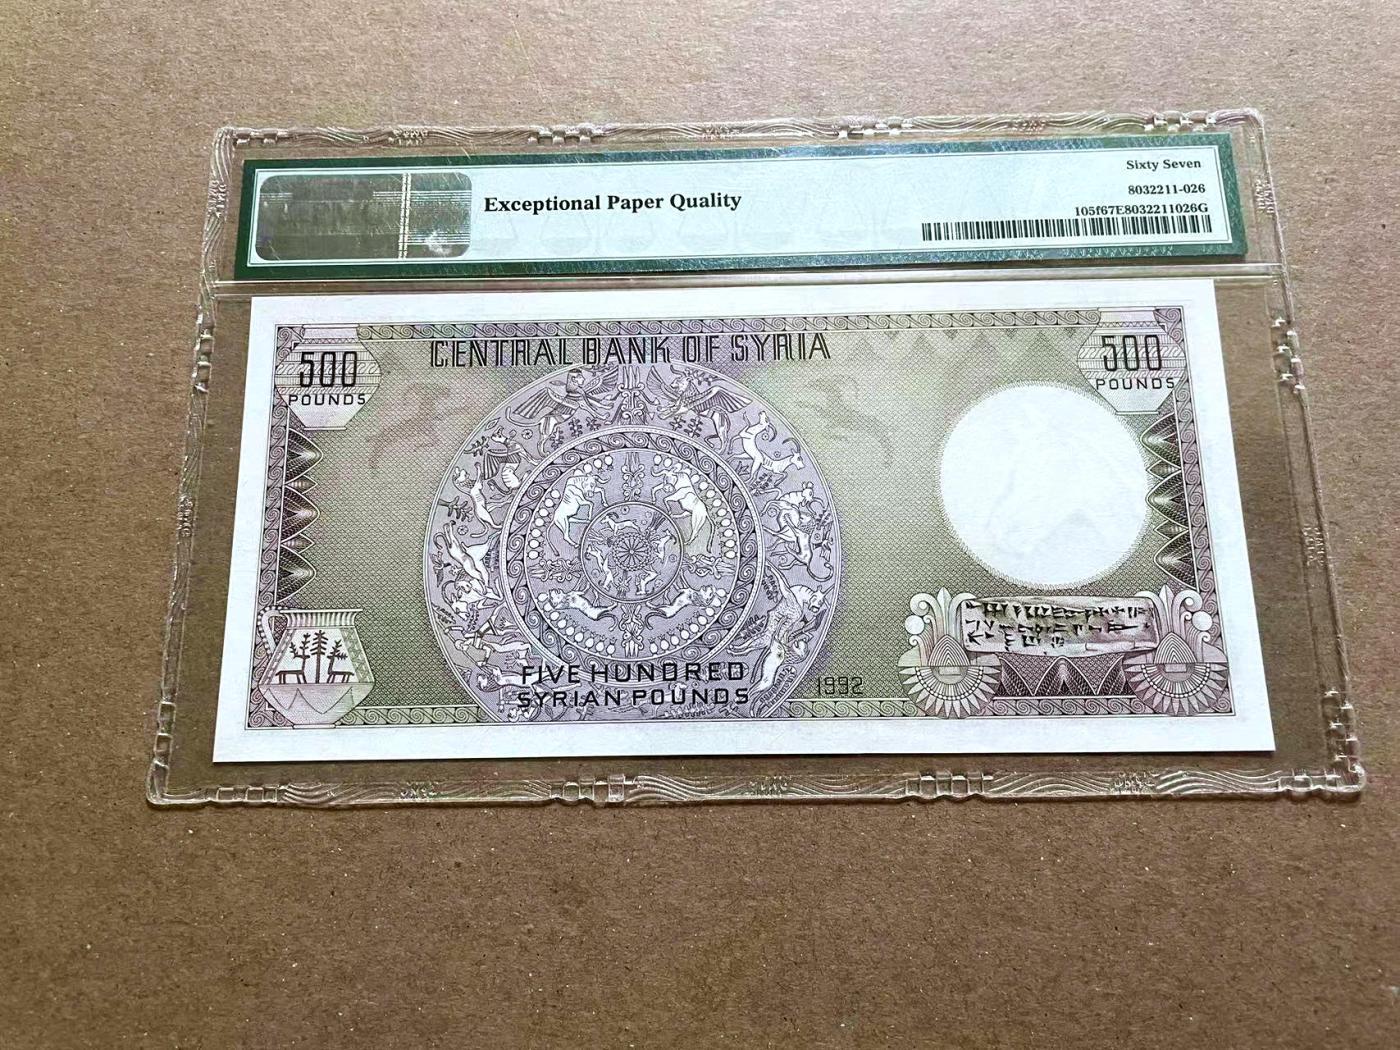 Exceptional Paper Quality
Sixty Seven
8032211-026
105f67E8032211026G
CENTRAL BANK OF SYRIA
500
POUNDS
500
POUNDS
FIVE HUNDRED
SYRIAN POUNDS
1992